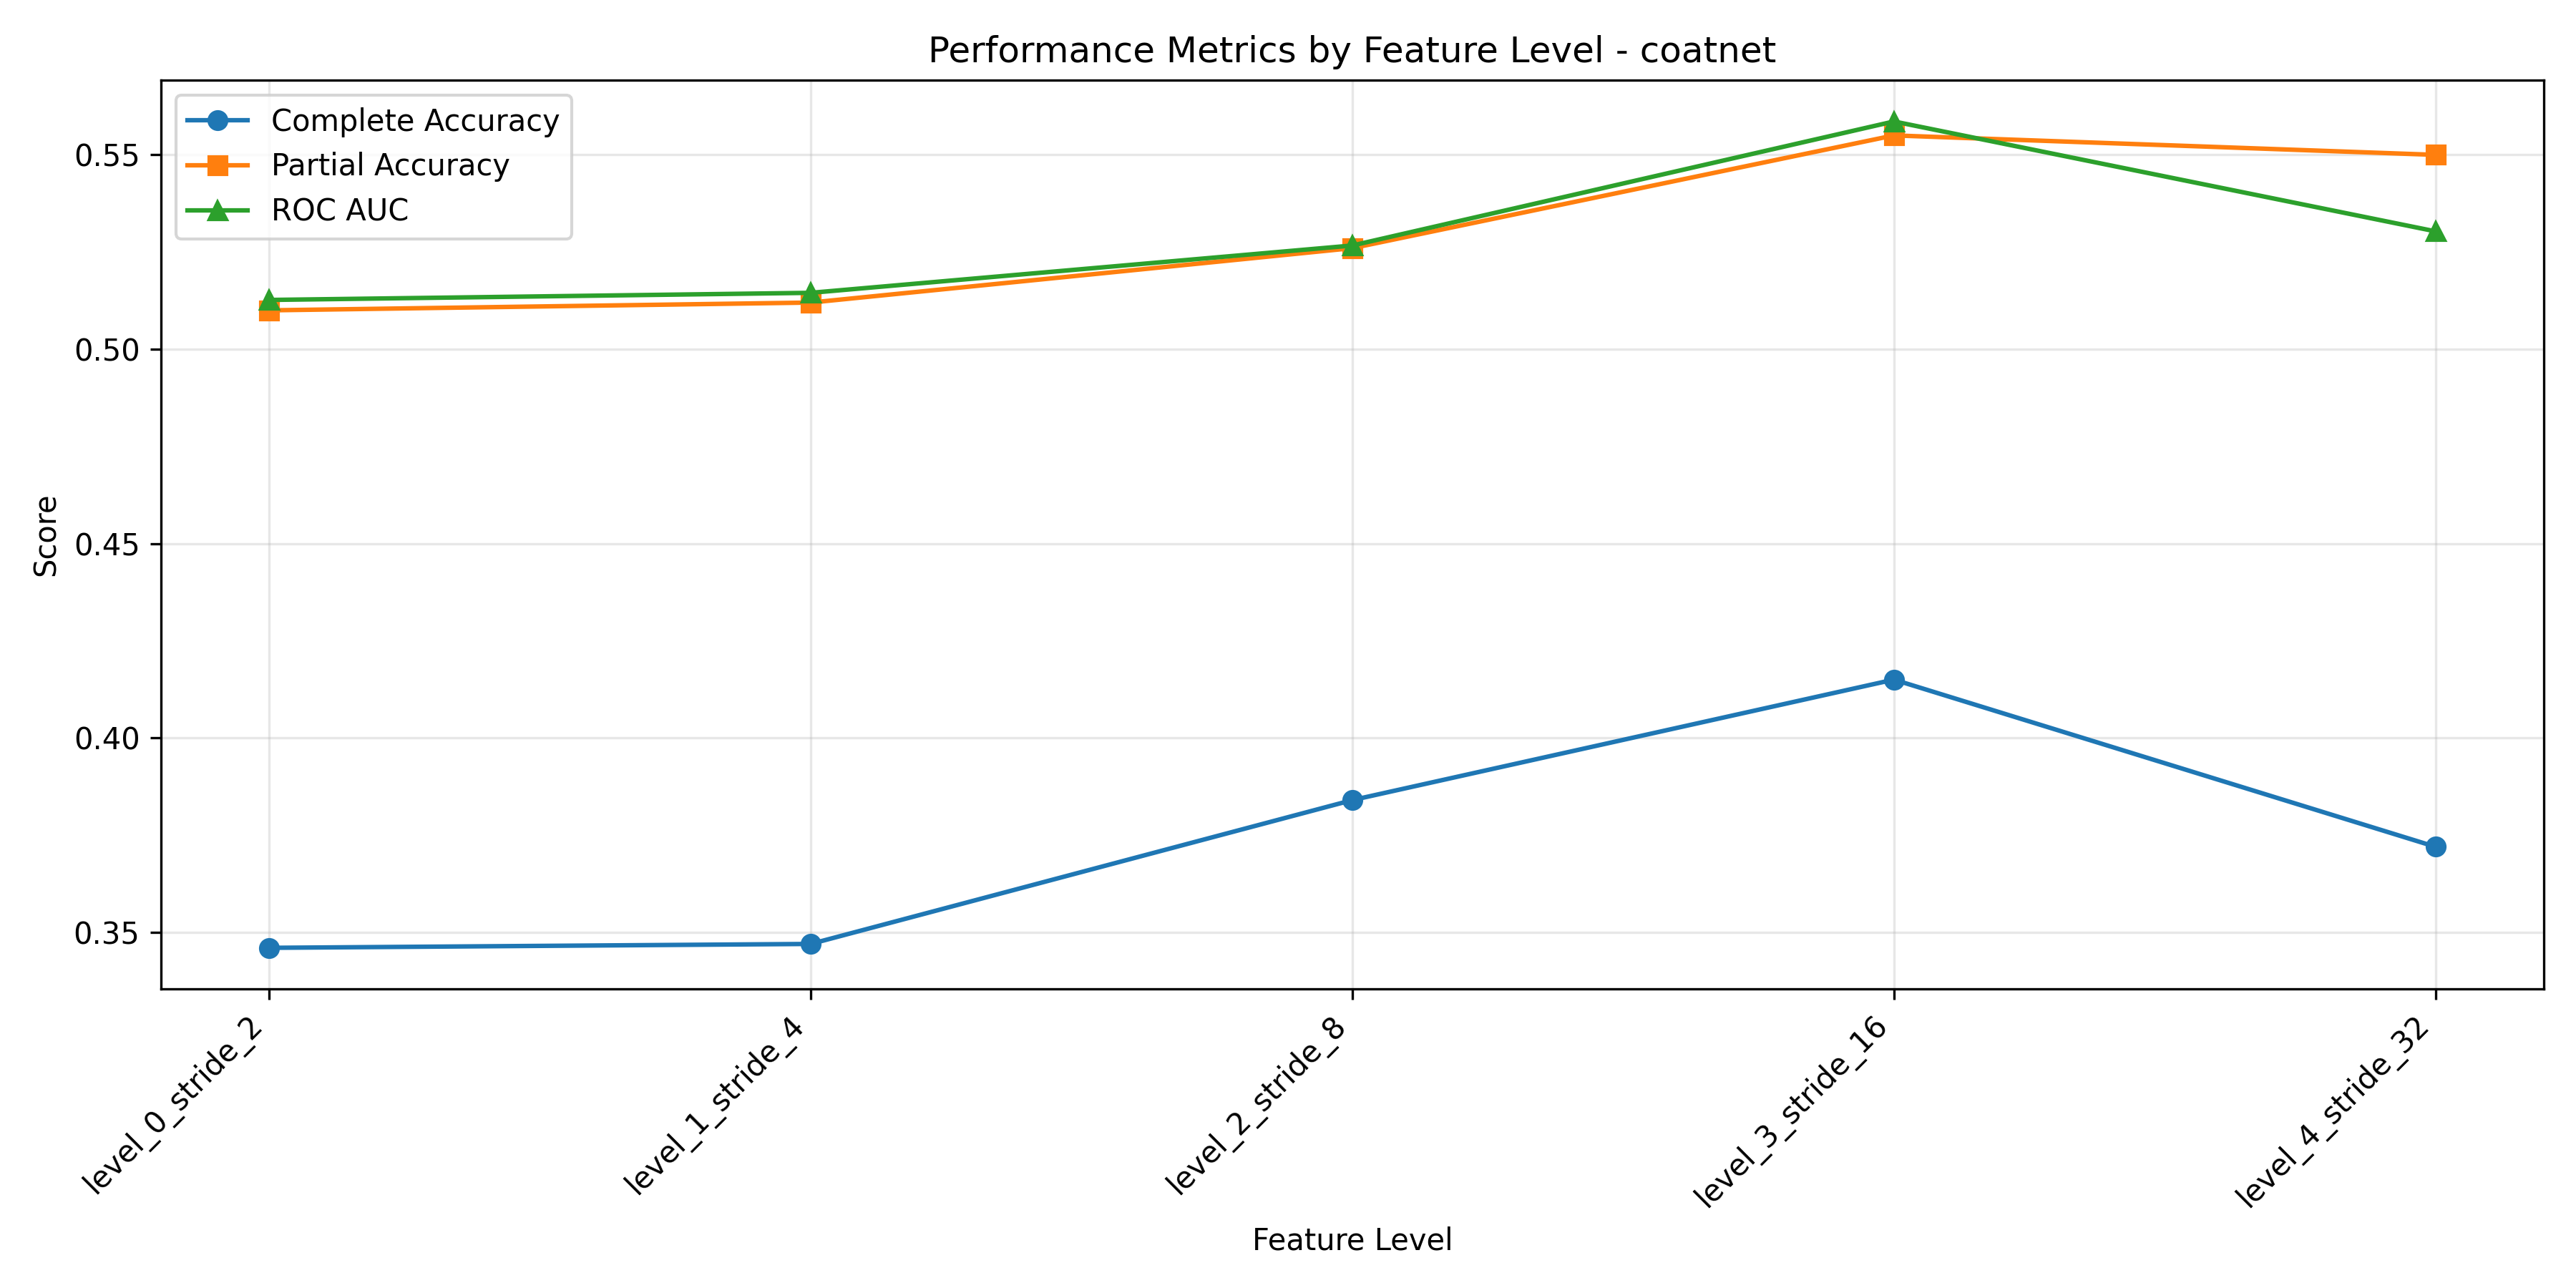 Performance Metrics by Feature Level - coatnet
Complete Accuracy
Partial Accuracy
ROC AUC
Score
0.55
0.50
0.45
0.40
0.35
level_0_stride_2
level_1_stride_4
level_2_stride_8
level_3_stride_16
level_4_stride_32
Feature Level